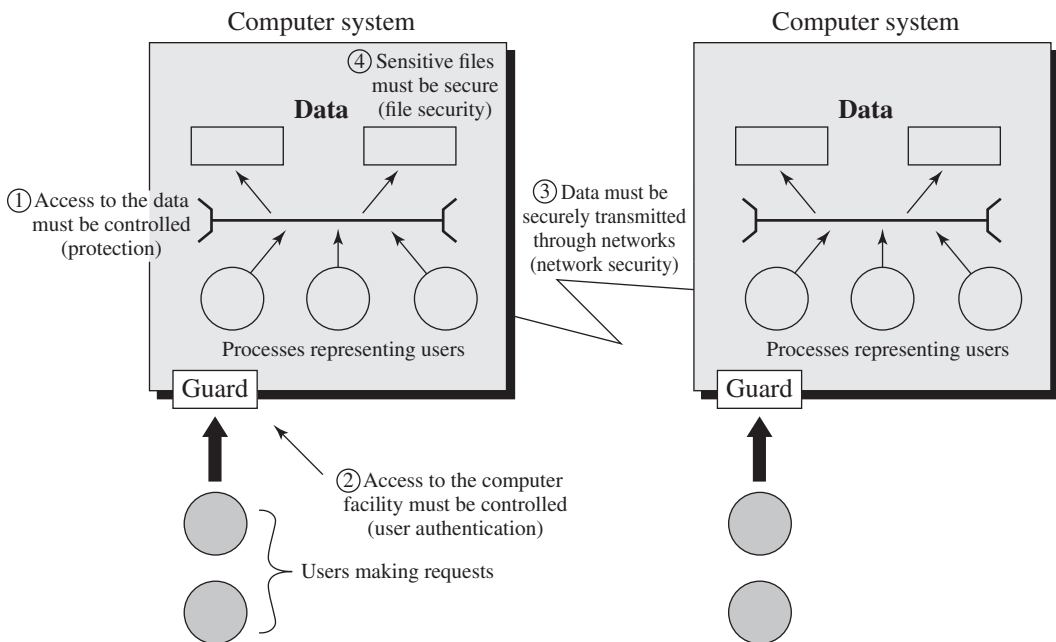 Computer system
④ Sensitive files
must be secure
(file security)
Data
① Access to the data
must be controlled
(protection)
Processes representing users
Guard
② Access to the computer
facility must be controlled
(user authentication)
Users making requests
③ Data must be
securely transmitted
through networks
(network security)
Computer system
Data
Processes representing users
Guard